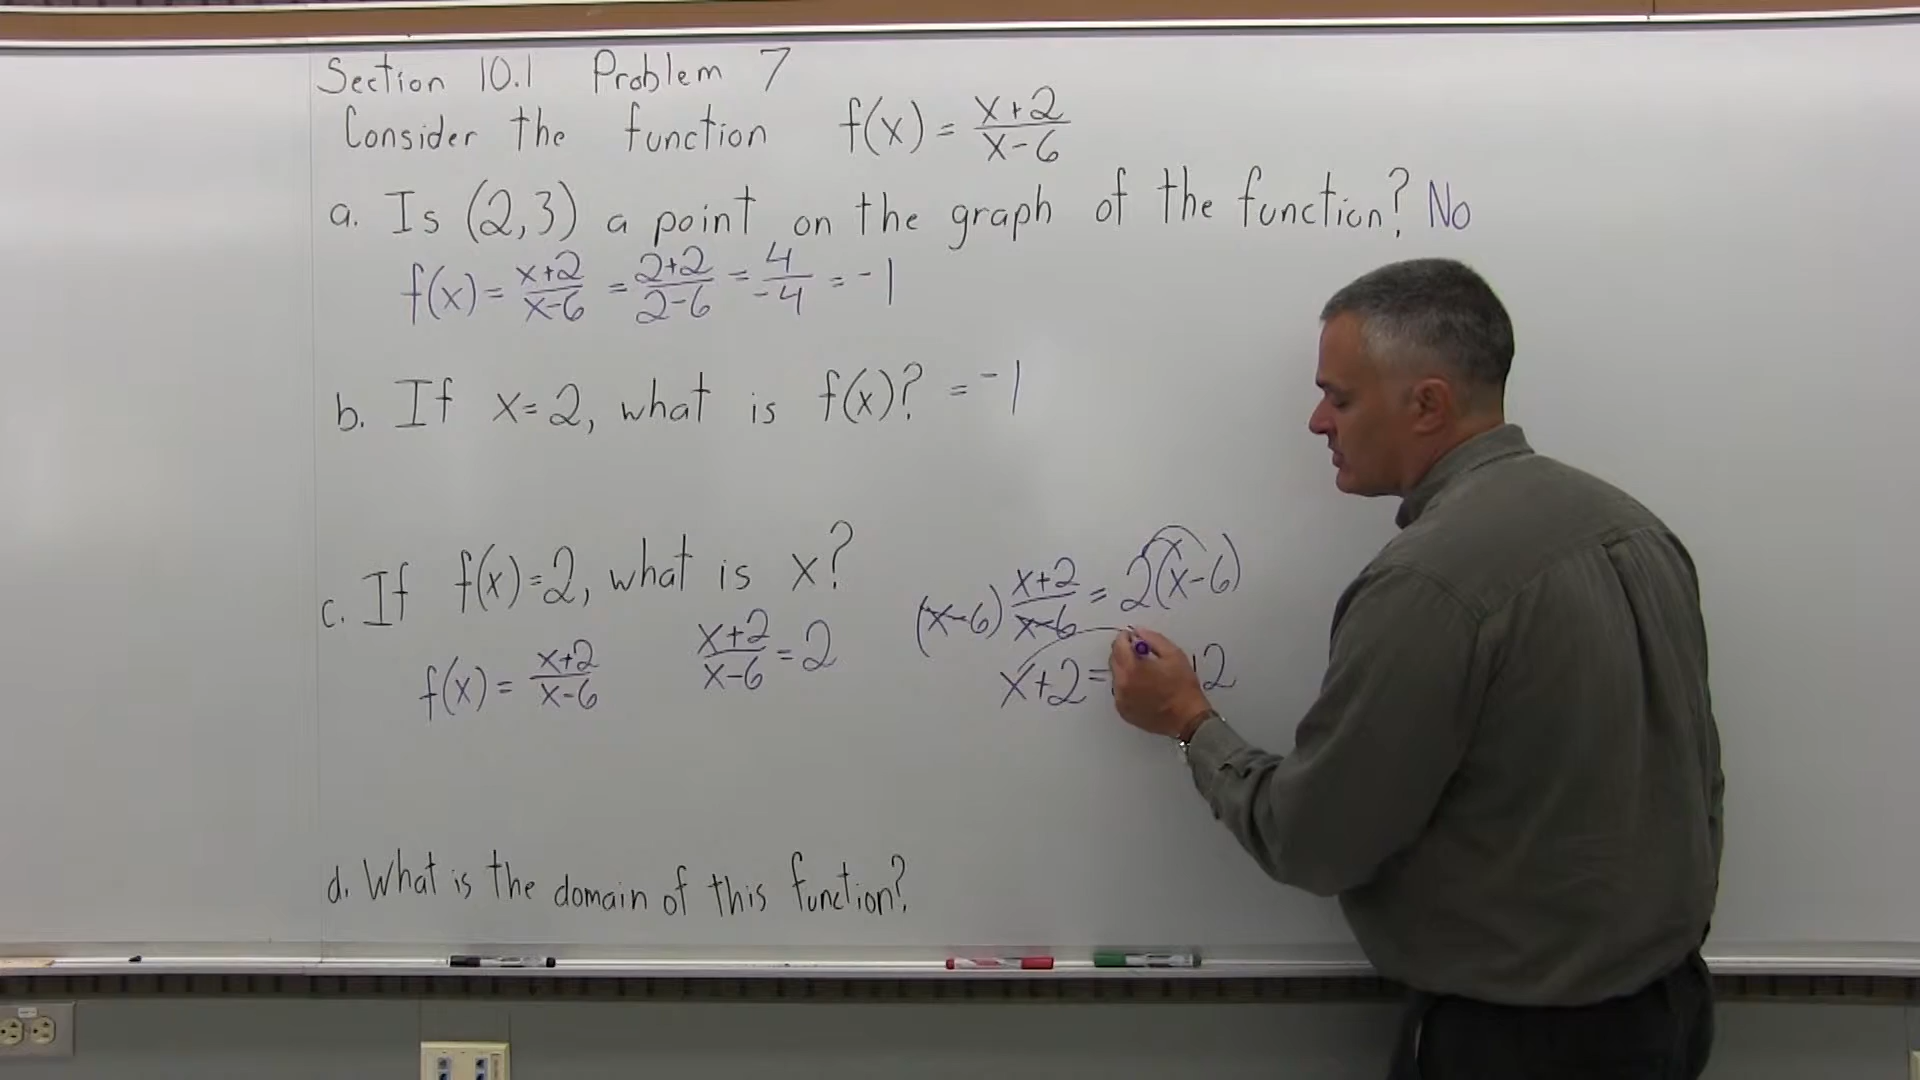 Section 10.1 Problem 7
Consider the function f(x) = (x+2)/(x-6)
a. Is (2,3) a point on the graph of the function? No
f(x) = (x+2)/(x-6) = (2+2)/(2-6) = 4/-4 = -1
b. If x=2, what is f(x)? = -1
c. If f(x)=2, what is x?
f(x) = (x+2)/(x-6)
(x+2)/(x-6) = 2
(x-6) (x+2)/(x-6) = 2(x-6)
x+2= 12
d. What is the domain of this function?